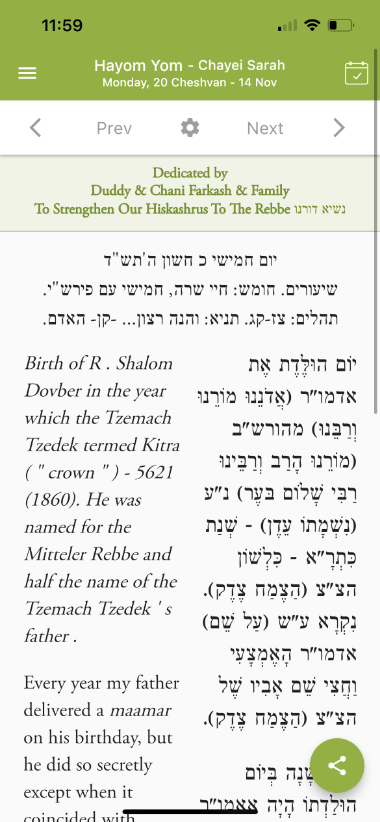 11:59
Hayom Yom - Chayei Sarah
Monday, 20 Cheshvan - 14 Nov
Prev Next
Dedicated by
Duddy & Chani Farkash & Family
To Strengthen Our Hiskashrus To The Rebbe נשיא דורנו
יום חמישי כ חשון ה'תש"ד
שיעורים. חומש: חיי שרה, חמישי עם פירש"י.
תהלים: צז-קג. תניא: והנה רצון... -קן- האדם.
Birth of R . Shalom
Dovber in the year
which the Tzemach
Tzedek termed Kitra
( " crown " ) - 5621
(1860). He was
named for the
Mitteler Rebbe and
half the name of the
Tzemach Tzedek ' s
father .
Every year my father
delivered a maamar
on his birthday, but
he did so secretly
except when it
coincided with
יוֹם הוּלֶּדֶת אֶת
אדמו"ר (אֲדֹנֵנוּ מוֹרֵנוּ
וְרַבֵּנוּ) מהורש"ב
(מוֹרֵנוּ הָרַב וְרַבֵּינוּ
רַבִּי שָׁלוֹם בּעֶר) נ"ע
(נִשְׁמָתוֹ עֵדֶן) - שְׁנַת
כִּתְרָ"א - כִּלְשׁוֹן
הצ"צ (הַצֶמַח צֶדֶק).
נִקְרָא ע"ש (עַל שֵׁם)
אדמו"ר הָאֶמְצָעִי
וַחֲצִי שֵׁם אָבִיו שֶׁל
הצ"צ (הַצֶמַח צֶדֶק).
שָׁנָה בְּיוֹם
הוּלַּדְתוֹ הָיָה אאמו"ר